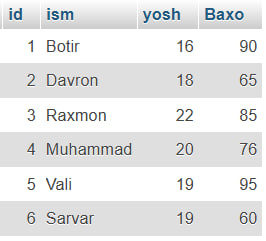 id ism yosh Baxo
1 Botir 16 90
2 Davron 18 65
3 Raxmon 22 85
4 Muhammad 20 76
5 Vali 19 95
6 Sarvar 19 60